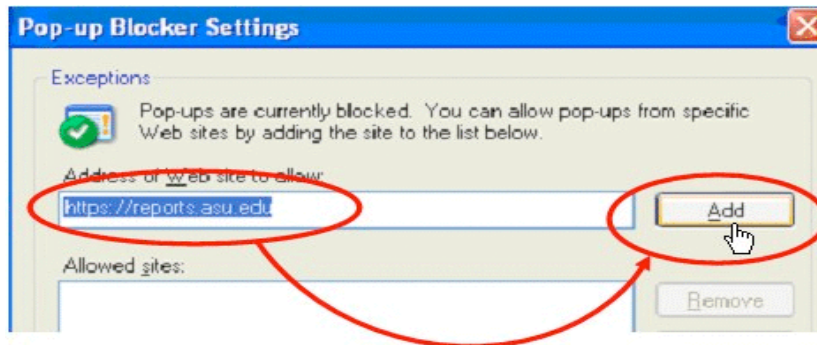 Pop-up Blocker Settings
Exceptions
Pop-ups are currently blocked. You can allow pop-ups from specific
Web sites by adding the site to the list below.
Address of Web site to allow:
https://reports.asu.edu
Add
Allowed sites:
Remove